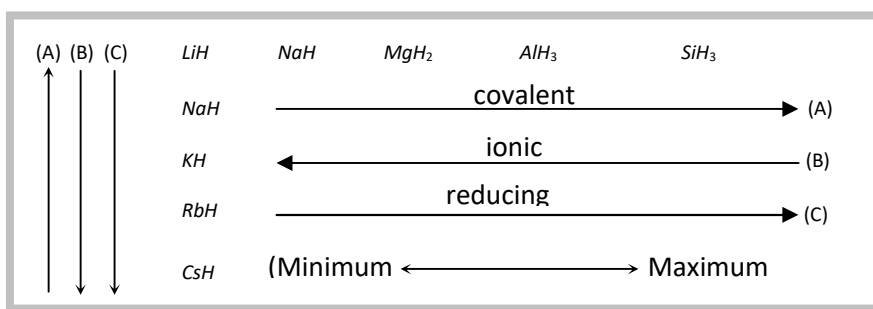 (A) (B) (C) LiH NaH MgH₂ AlH₃ SiH₃
NaH covalent (A)
KH ionic (B)
RbH reducing (C)
CsH (Minimum Maximum